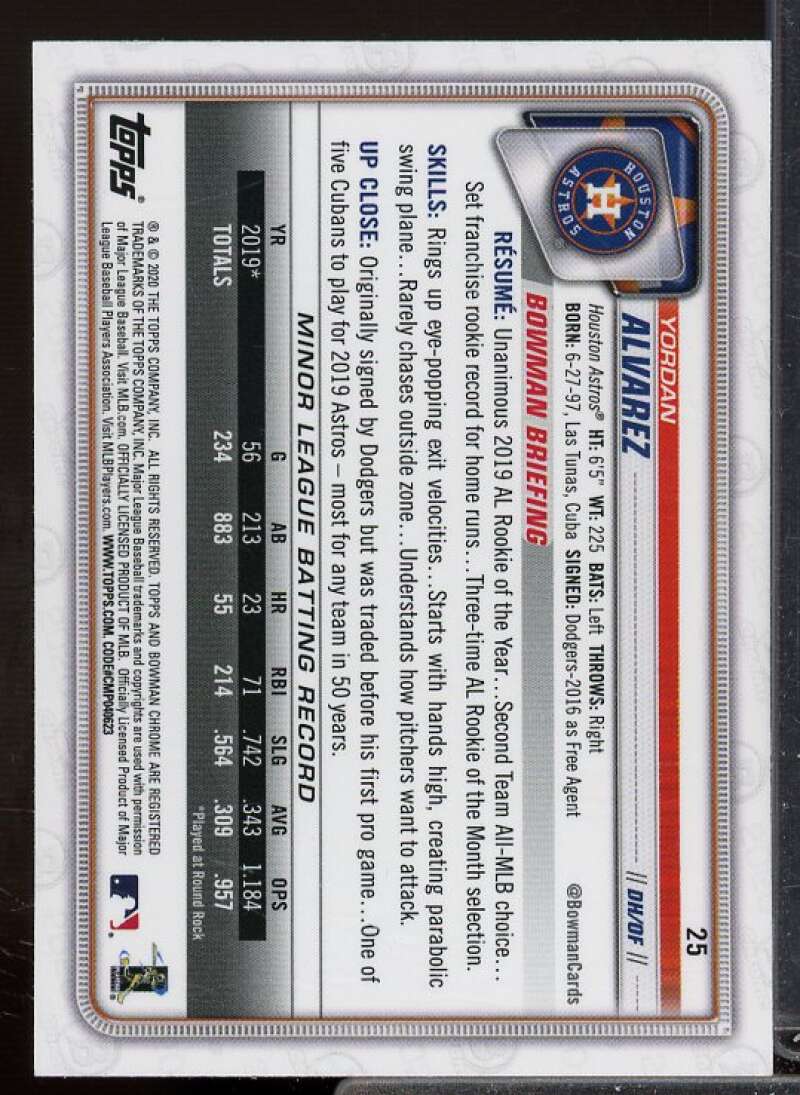 25
YORDAN
ALVAREZ
|| DH/OF ||
HOUSTON
ASTROS
H
Houston Astros® HT: 6'5" WT: 225 BATS: Left THROWS: Right
BORN: 6-27-97, Las Tunas, Cuba SIGNED: Dodgers-2016 as Free Agent
@BowmanCards
BOWMAN BRIEFING
RÉSUMÉ: Unanimous 2019 AL Rookie of the Year...Second Team All-MLB choice...
Set franchise rookie record for home runs...Three-time AL Rookie of the Month selection.
SKILLS: Rings up eye-popping exit velocities...Starts with hands high, creating parabolic
swing plane...Rarely chases outside zone...Understands how pitchers want to attack.
UP CLOSE: Originally signed by Dodgers but was traded before his first pro game...One of
five Cubans to play for 2019 Astros – most for any team in 50 years.
MINOR LEAGUE BATTING RECORD
YR G AB HR RBI SLG AVG OPS
2019* 56 213 23 71 .742 .343 1.184
TOTALS 234 883 55 214 .564 .309 .957
*Played at Round Rock
topps®
® & © 2020 THE TOPPS COMPANY, INC. ALL RIGHTS RESERVED. TOPPS AND BOWMAN CHROME ARE REGISTERED
TRADEMARKS OF THE TOPPS COMPANY, INC. Major League Baseball trademarks and copyrights are used with permission
of Major League Baseball. Visit MLB.com. OFFICIALLY LICENSED PRODUCT OF MLB. Officially Licensed Product of Major
League Baseball Players Association. Visit MLBPlayers.com. WWW.TOPPS.COM. CODE#CMP040623